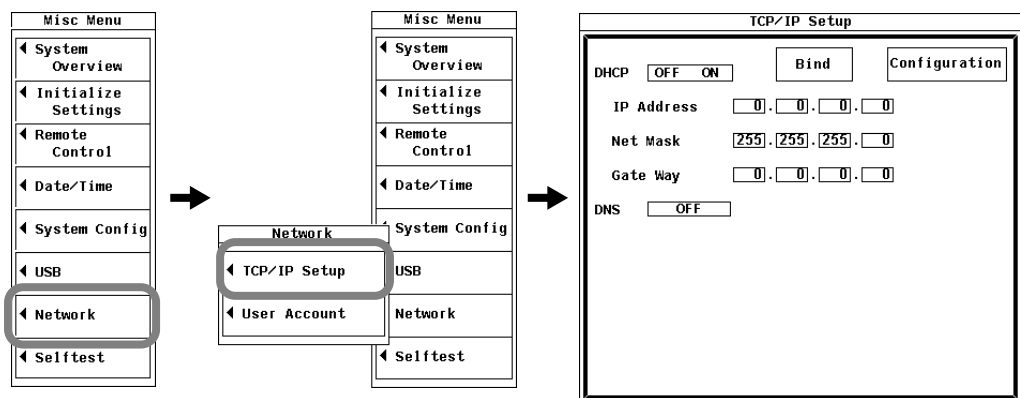 Misc Menu
System
Overview
Initialize
Settings
Remote
Control
Date/Time
System Config
USB
Network
Selftest
Network
TCP/IP Setup
User Account
Misc Menu
System
Overview
Initialize
Settings
Remote
Control
Date/Time
System Config
USB
Network
Selftest
TCP/IP Setup
DHCP OFF ON Bind Configuration
IP Address 0. 0. 0. 0
Net Mask 255. 255. 255. 0
Gate Way 0. 0. 0. 0
DNS OFF